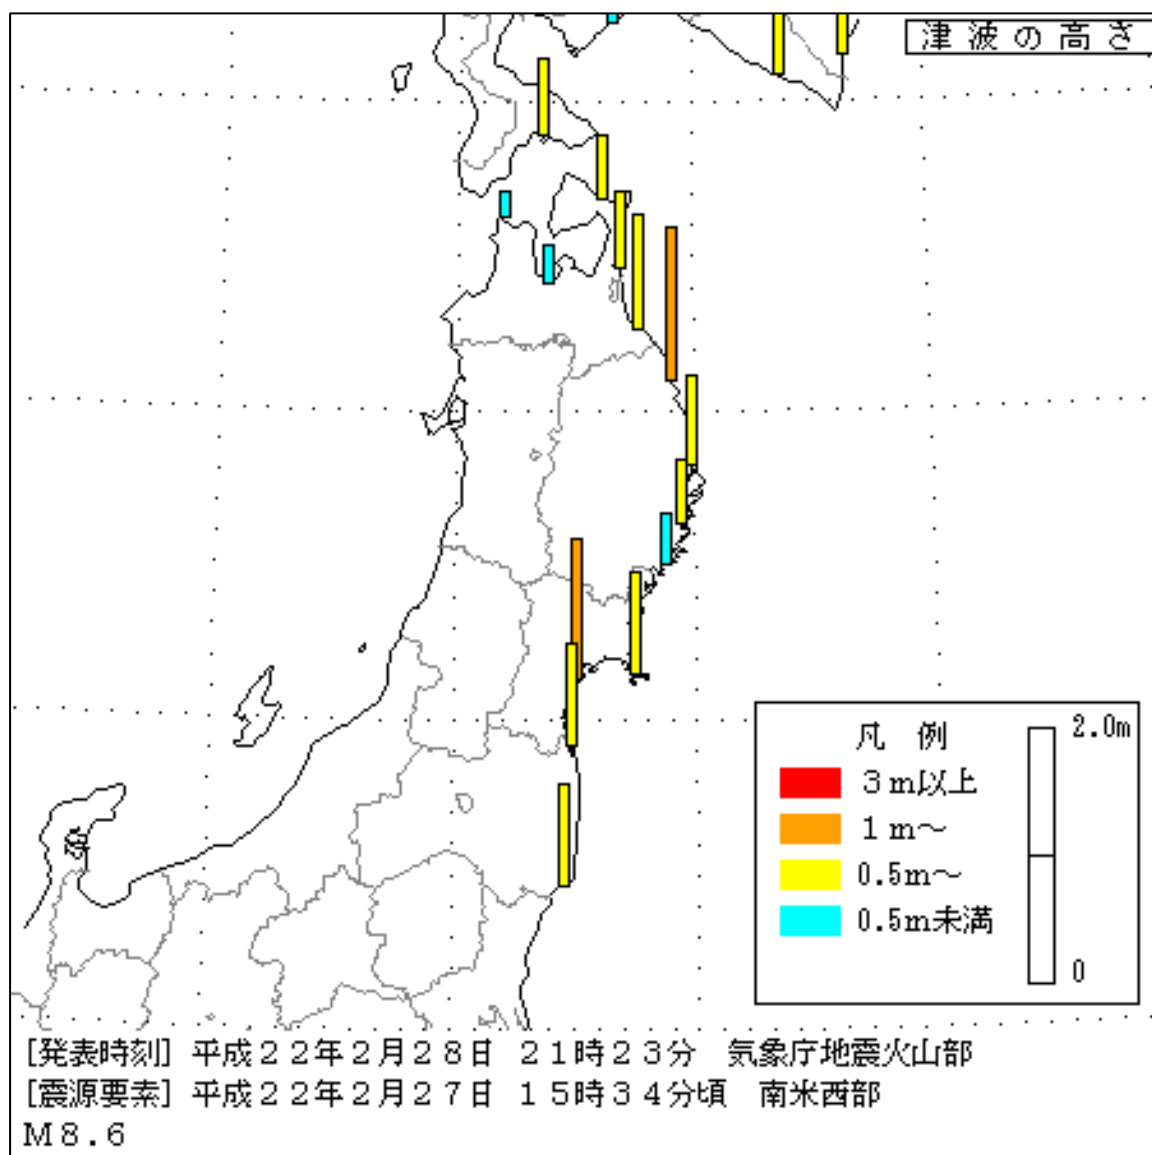 津波の高さ
凡 例
3m以上
1m～
0.5m～
0.5m未満
2.0m
0
[発表時刻] 平成２２年２月２８日 ２１時２３分 気象庁地震火山部
[震源要素] 平成２２年２月２７日 １５時３４分頃 南米西部
Ｍ８.６